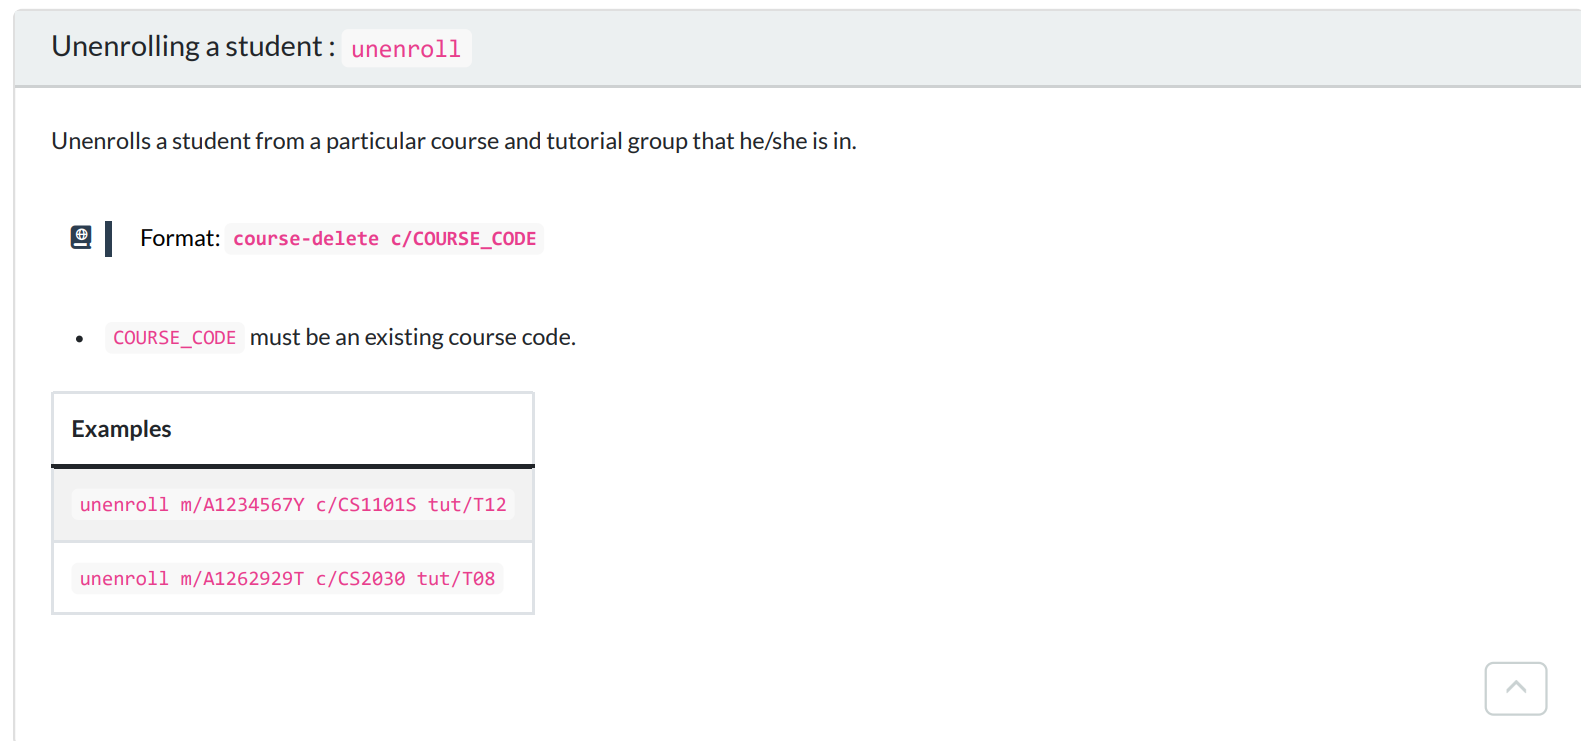 Unenrolling a student : unenroll
Unenrolls a student from a particular course and tutorial group that he/she is in.
Format: course-delete c/COURSE_CODE
• COURSE_CODE must be an existing course code.
Examples
unenroll m/A1234567Y c/CS1101S tut/T12
unenroll m/A1262929T c/CS2030 tut/T08